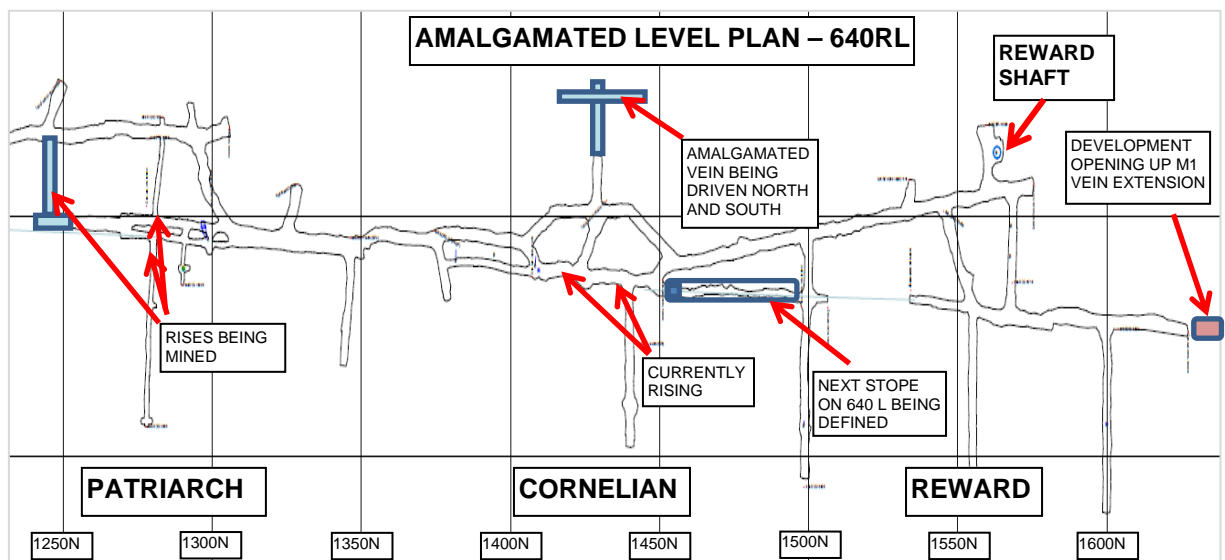 AMALGAMATED LEVEL PLAN – 640RL
REWARD
SHAFT
DEVELOPMENT
OPENING UP M1
VEIN EXTENSION
AMALGAMATED
VEIN BEING
DRIVEN NORTH
AND SOUTH
RISES BEING
MINED
CURRENTLY
RISING
NEXT STOPE
ON 640 L BEING
DEFINED
PATRIARCH
CORNELIAN
REWARD
1250N
1300N
1350N
1400N
1450N
1500N
1550N
1600N